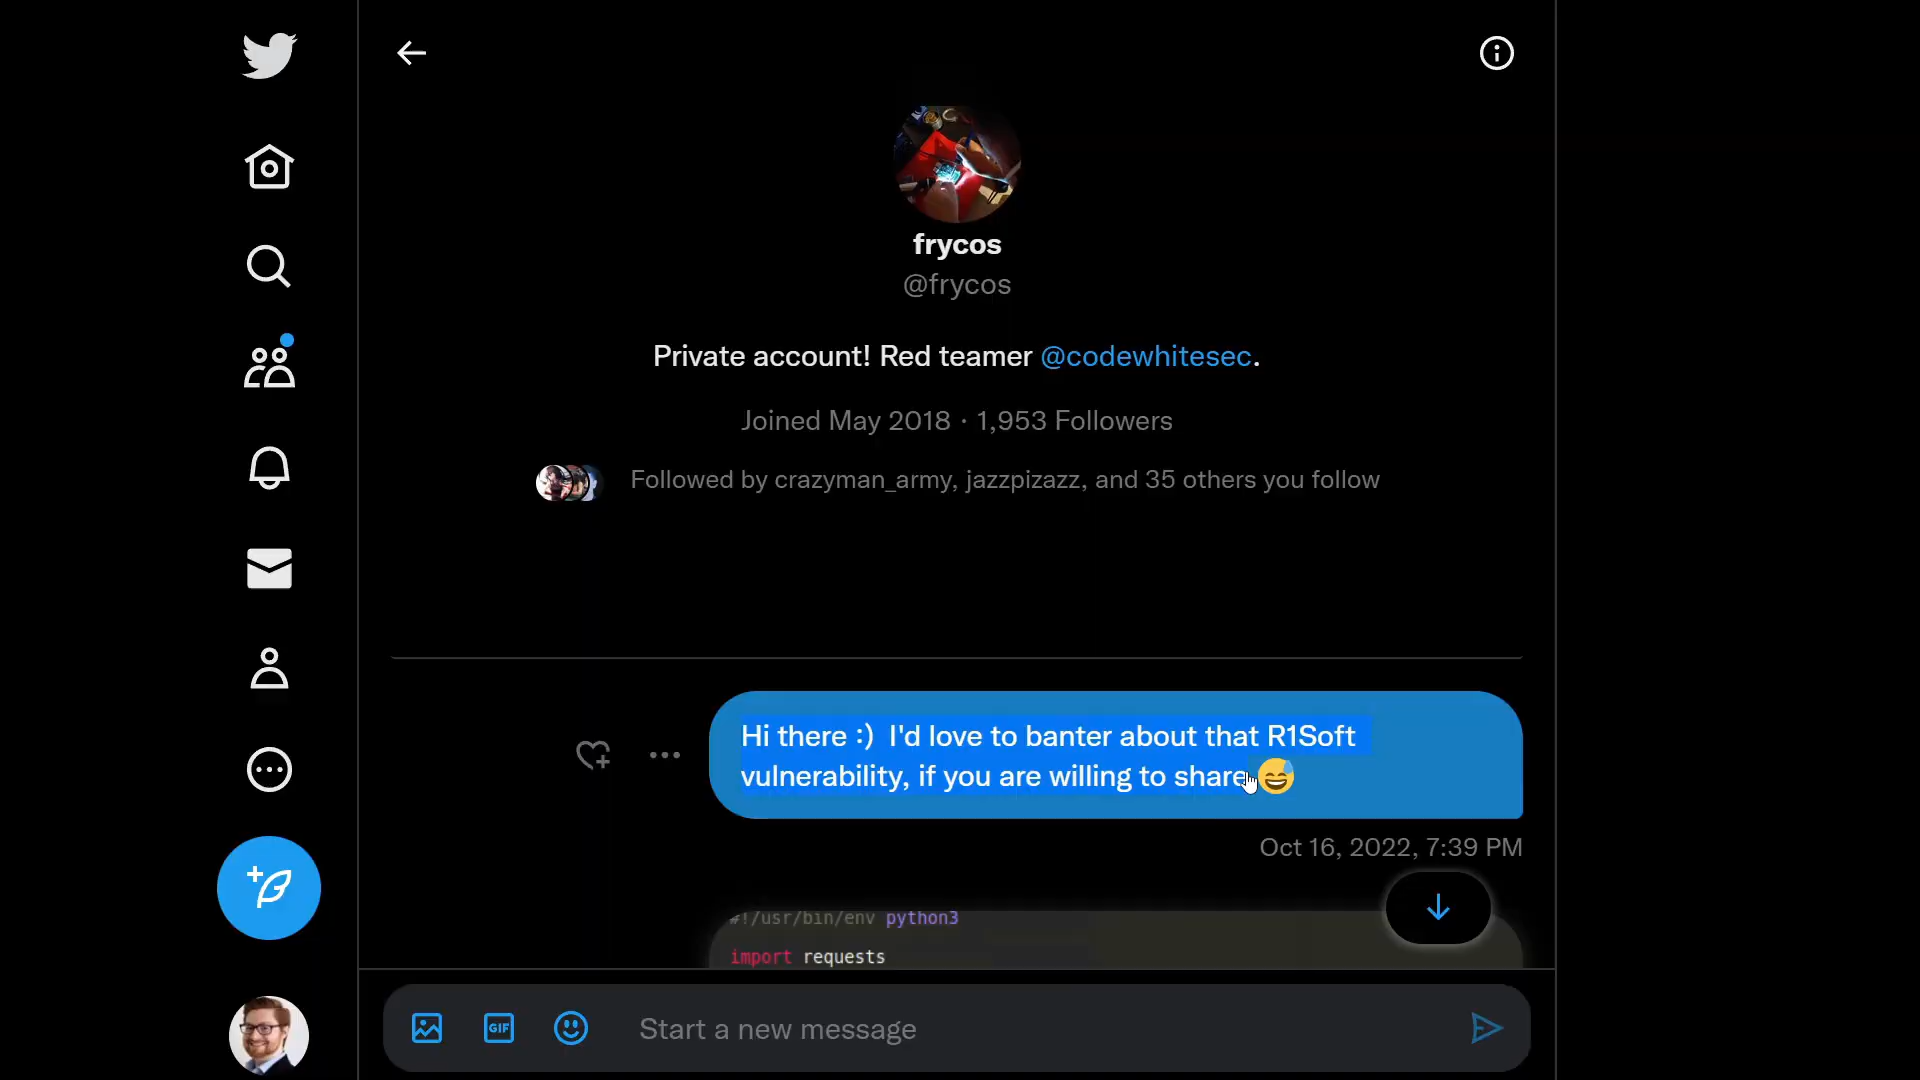 frycos
@frycos
Private account! Red teamer @codewhitesec.
Joined May 2018 · 1,953 Followers
Followed by crazyman_army, jazzpizazz, and 35 others you follow
Hi there :)  I'd love to banter about that R1Soft
vulnerability, if you are willing to share 😅
Oct 16, 2022, 7:39 PM
#!/usr/bin/env python3
import requests
GIF
Start a new message